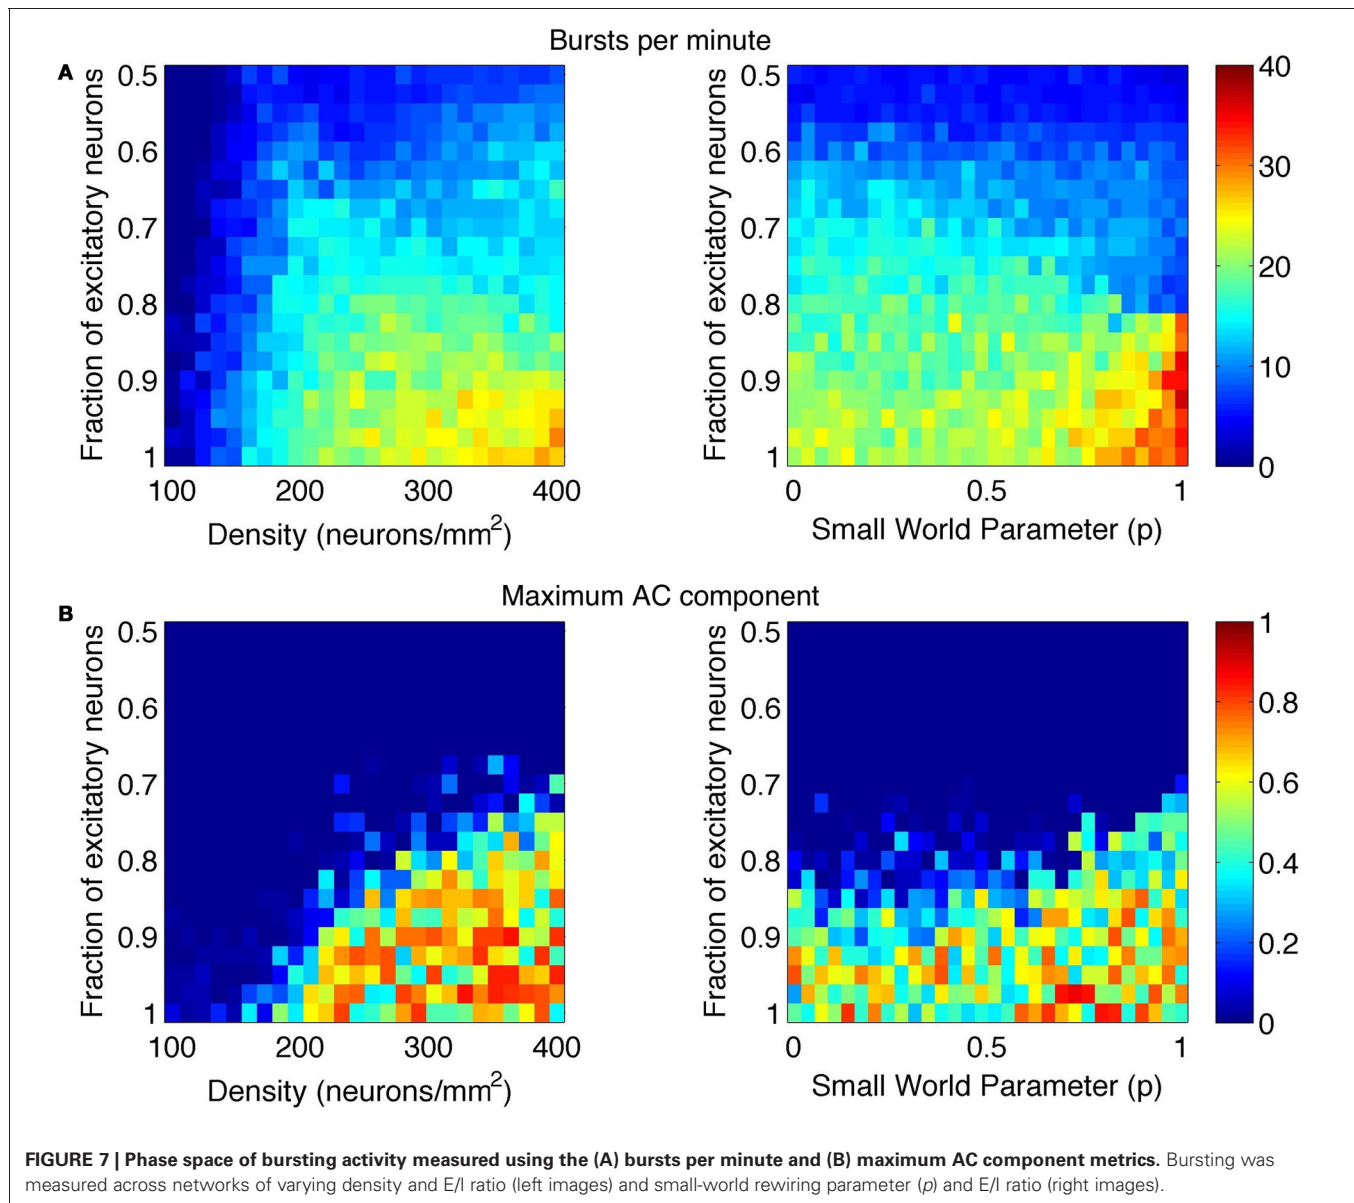 Bursts per minute
A
Fraction of excitatory neurons
0.5
0.6
0.7
0.8
0.9
1
100 200 300 400
Density (neurons/mm²)
Fraction of excitatory neurons
0.5
0.6
0.7
0.8
0.9
1
0 0.5 1
Small World Parameter (p)
40
30
20
10
0
Maximum AC component
B
Fraction of excitatory neurons
0.5
0.6
0.7
0.8
0.9
1
100 200 300 400
Density (neurons/mm²)
Fraction of excitatory neurons
0.5
0.6
0.7
0.8
0.9
1
0 0.5 1
Small World Parameter (p)
1
0.8
0.6
0.4
0.2
0
FIGURE 7 | Phase space of bursting activity measured using the (A) bursts per minute and (B) maximum AC component metrics. Bursting was
measured across networks of varying density and E/I ratio (left images) and small-world rewiring parameter (p) and E/I ratio (right images).